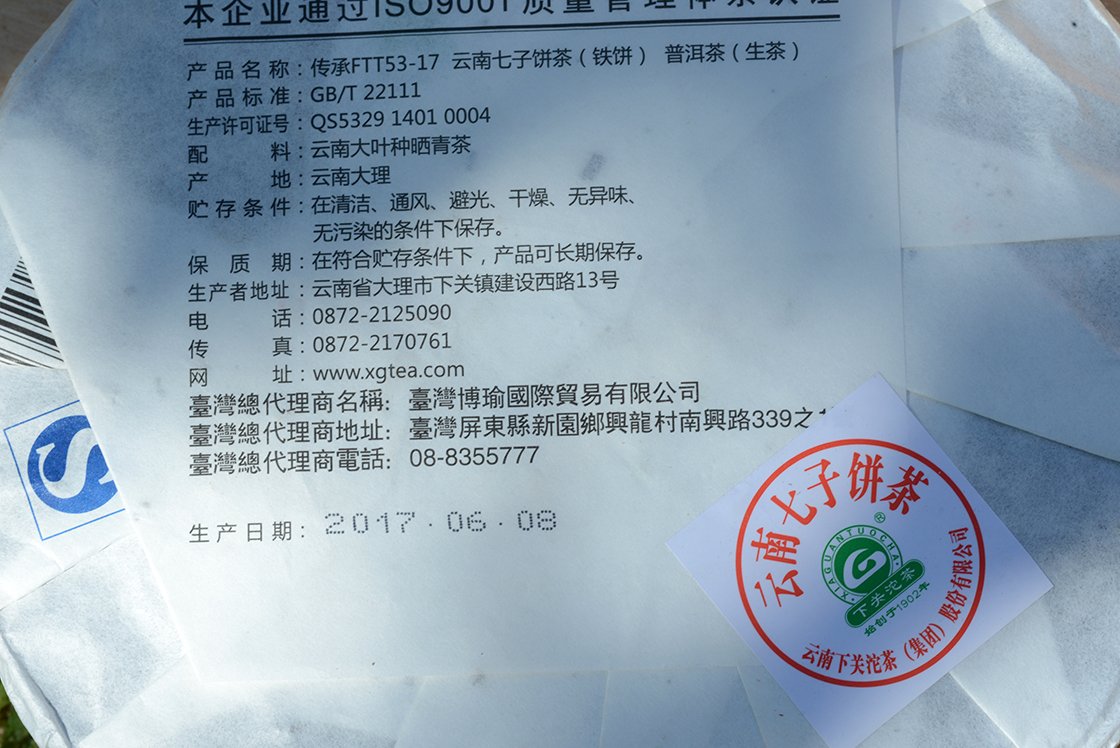 本企业通过ISO9001质量管理体系认证
产品名称：传承FTT53-17 云南七子饼茶（铁饼） 普洱茶（生茶）
产品标准：GB/T 22111
生产许可证号：QS5329 1401 0004
配料：云南大叶种晒青茶
产地：云南大理
贮存条件：在清洁、通风、避光、干燥、无异味、
无污染的条件下保存。
保质期：在符合贮存条件下，产品可长期保存。
生产者地址：云南省大理市下关镇建设西路13号
电话：0872-2125090
传真：0872-2170761
网址：www.xgtea.com
臺灣總代理商名稱：臺灣博瑜國際貿易有限公司
臺灣總代理商地址：臺灣屏東縣新園鄉興龍村南興路339之
臺灣總代理商電話：08-8355777
生产日期：2017.06.08
云南七子饼茶
®
XIAGUANTUOCHA
下关沱茶
始创于1902年
云南下关沱茶（集团）股份有限公司